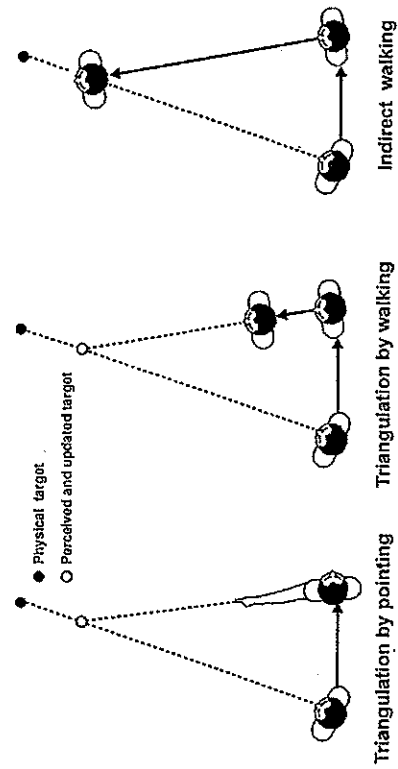 Physical target
Perceived and updated target
Triangulation by pointing
Triangulation by walking
Indirect walking